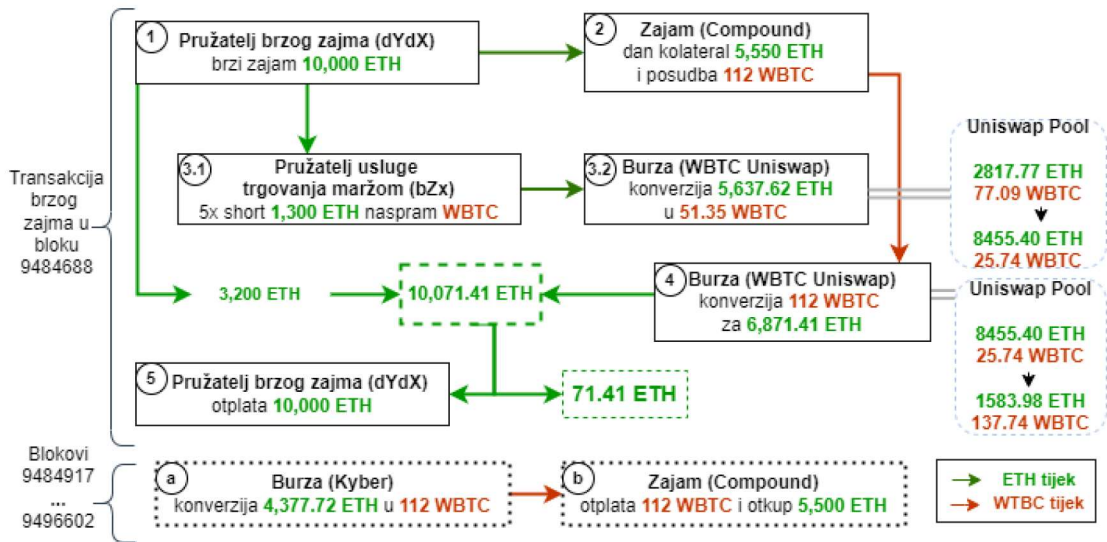 1
Pružatelj brzog zajma (dYdX)
brzi zajam 10,000 ETH
2
Zajam (Compound)
dan kolateral 5,550 ETH
i posudba 112 WBTC
3.1
Pružatelj usluge
trgovanja maržom (bZx)
5x short 1,300 ETH naspram WBTC
3.2
Burza (WBTC Uniswap)
konverzija 5,637.62 ETH
u 51.35 WBTC
Uniswap Pool
2817.77 ETH
77.09 WBTC
8455.40 ETH
25.74 WBTC
Transakcija
brzog
zajma u
bloku
9484688
3,200 ETH
10,071.41 ETH
4
Burza (WBTC Uniswap)
konverzija 112 WBTC
za 6,871.41 ETH
Uniswap Pool
8455.40 ETH
25.74 WBTC
1583.98 ETH
137.74 WBTC
5
Pružatelj brzog zajma (dYdX)
otplata 10,000 ETH
71.41 ETH
Blokovi
9484917
...
9496602
a
Burza (Kyber)
konverzija 4,377.72 ETH u 112 WBTC
b
Zajam (Compound)
otplata 112 WBTC i otkup 5,500 ETH
ETH tijek
WTBC tijek